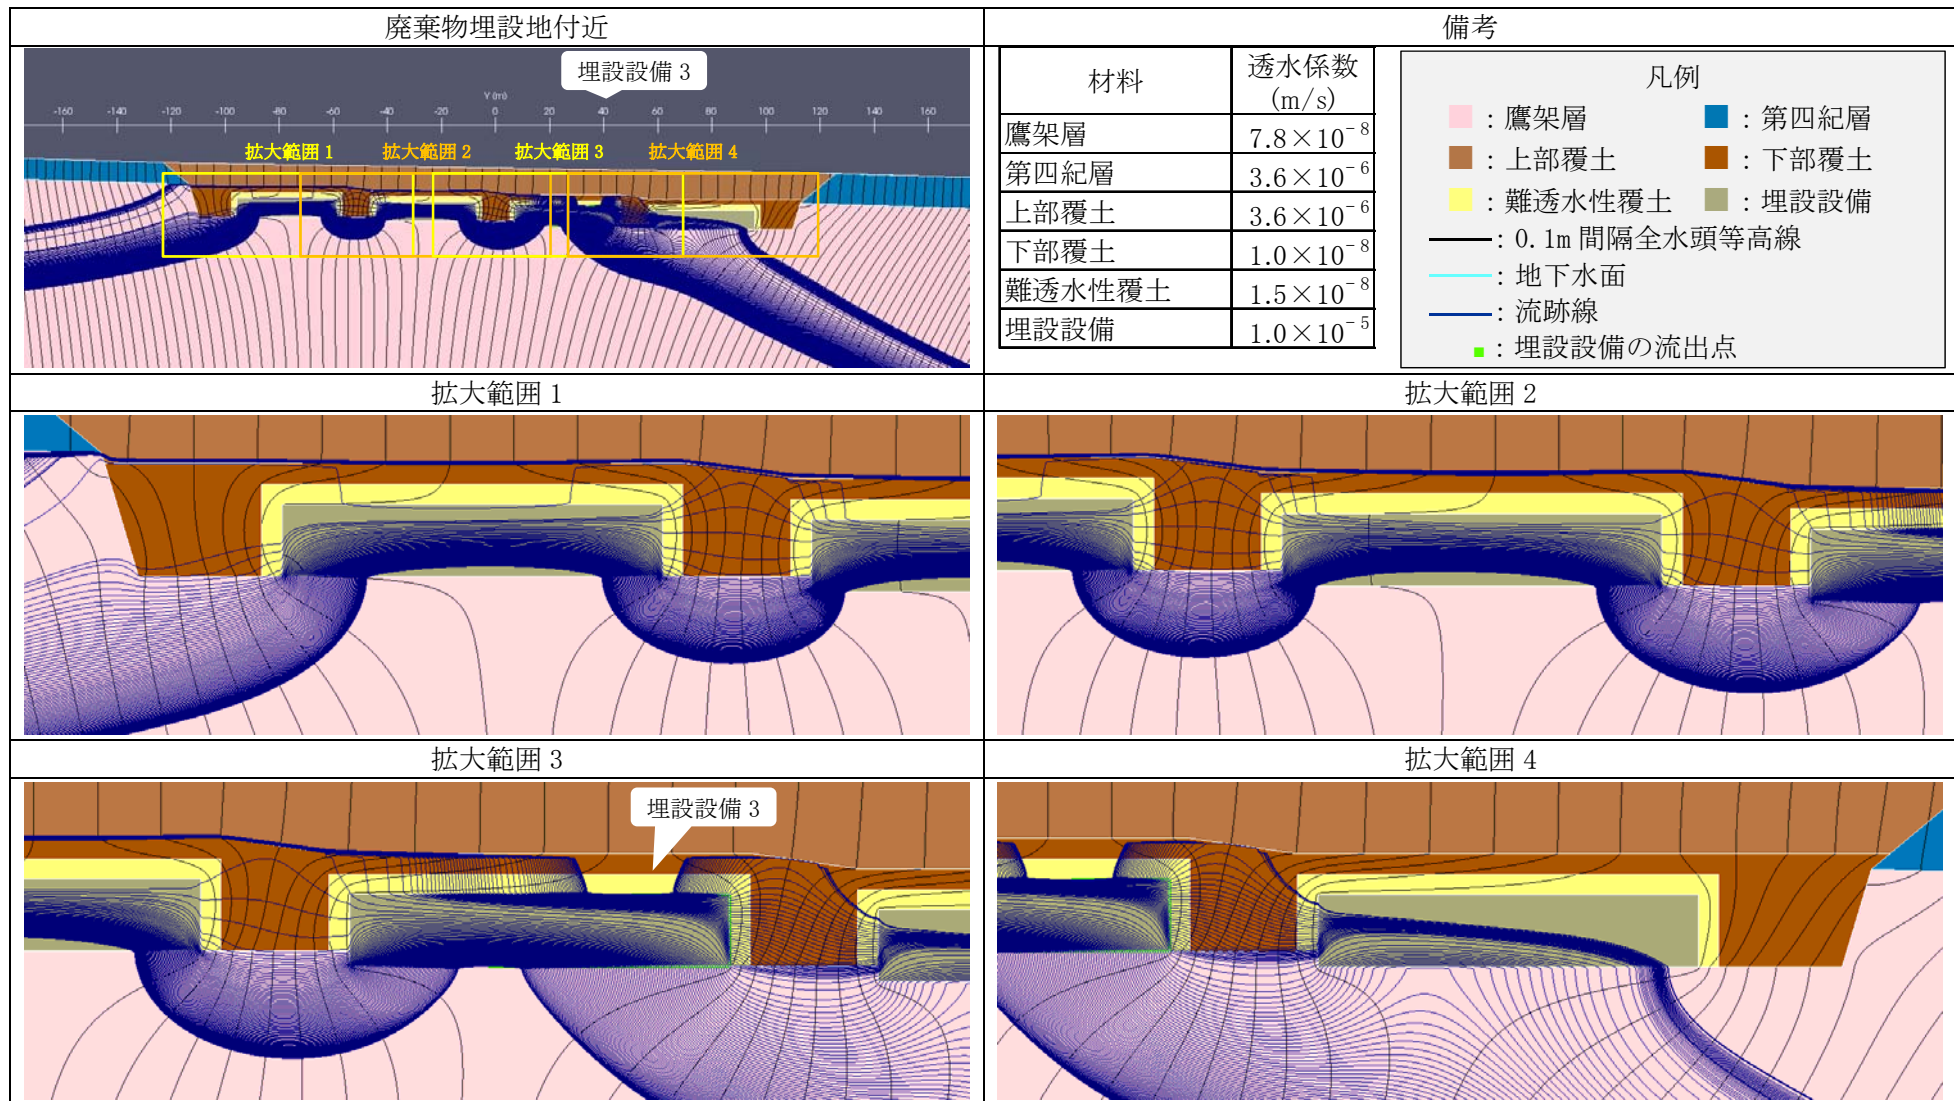 廃棄物埋設地付近
備考
埋設設備 3
Y (m)
-160 -140 -120 -100 -80 -60 -40 -20 0 20 40 60 80 100 120 140 160
拡大範囲 1 拡大範囲 2 拡大範囲 3 拡大範囲 4
材料 透水係数
(m/s)
鷹架層 7.8×10⁻⁸
第四紀層 3.6×10⁻⁶
上部覆土 3.6×10⁻⁶
下部覆土 1.0×10⁻⁸
難透水性覆土 1.5×10⁻⁸
埋設設備 1.0×10⁻⁵
凡例
：鷹架層 ：第四紀層
：上部覆土 ：下部覆土
：難透水性覆土 ：埋設設備
：0.1m 間隔全水頭等高線
：地下水面
：流跡線
：埋設設備の流出点
拡大範囲 1
拡大範囲 2
拡大範囲 3
拡大範囲 4
埋設設備 3